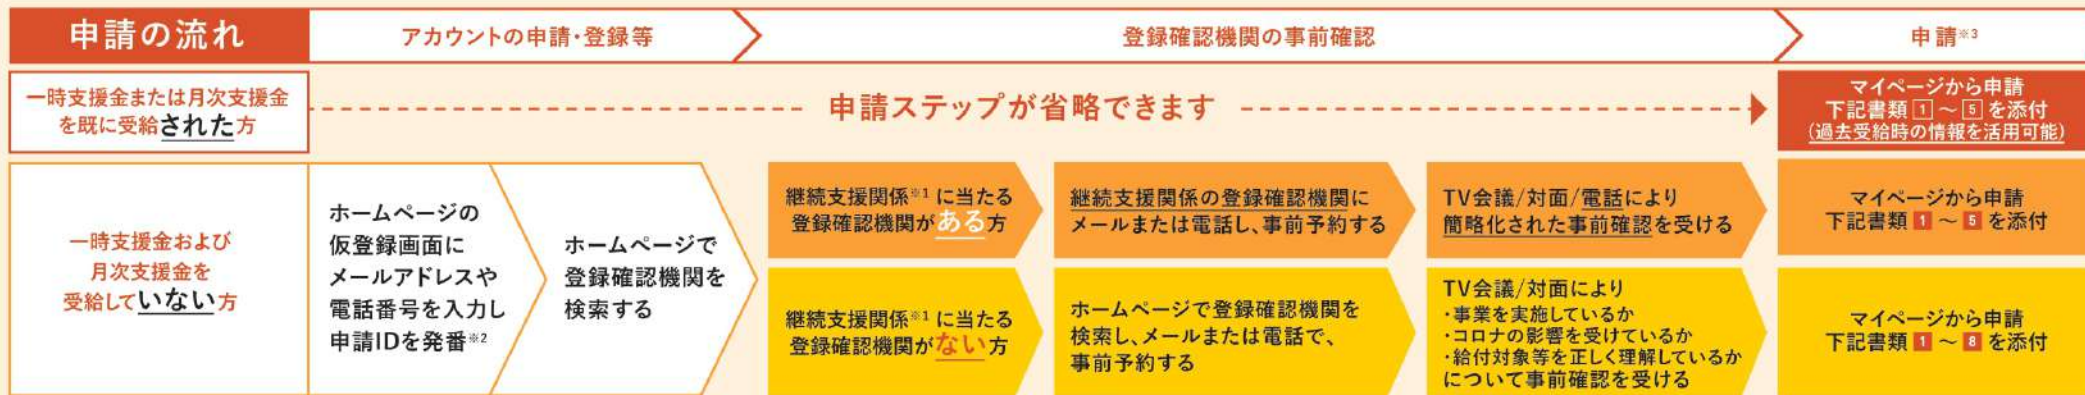 申請の流れ
アカウントの申請・登録等
登録確認機関の事前確認
申請※3
一時支援金または月次支援金
を既に受給された方
申請ステップが省略できます
マイページから申請
下記書類1～5を添付
(過去受給時の情報を活用可能)
一時支援金および
月次支援金を
受給していない方
ホームページの
仮登録画面に
メールアドレスや
電話番号を入力し
申請IDを発番※2
ホームページで
登録確認機関を
検索する
継続支援関係※1に当たる
登録確認機関がある方
継続支援関係の登録確認機関に
メールまたは電話し、事前予約する
TV会議/対面/電話により
簡略化された事前確認を受ける
マイページから申請
下記書類1～5を添付
継続支援関係※1に当たる
登録確認機関がない方
ホームページで登録確認機関を
検索し、メールまたは電話で、
事前予約する
TV会議/対面により
・事業を実施しているか
・コロナの影響を受けているか
・給付対象等を正しく理解しているか
について事前確認を受ける
マイページから申請
下記書類1～8を添付